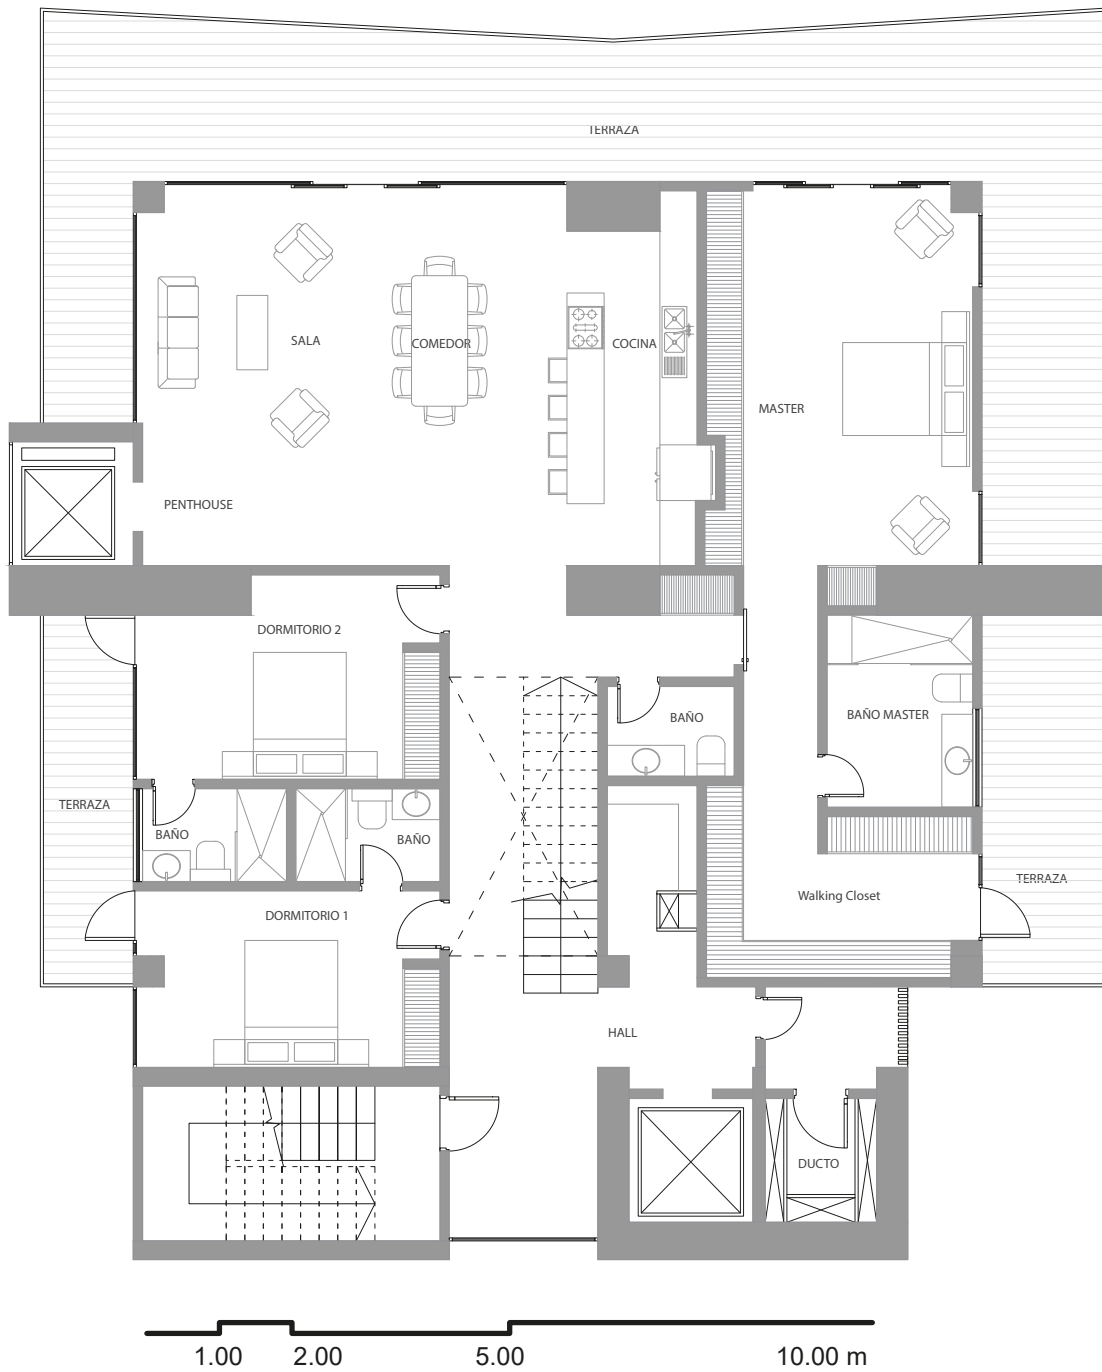 TERRAZA
SALA
COMEDOR
COCINA
MASTER
PENTHOUSE
DORMITORIO 2
BAÑO
BAÑO MASTER
TERRAZA
BAÑO
BAÑO
TERRAZA
Walking Closet
DORMITORIO 1
HALL
DUCTO
1.00 2.00 5.00 10.00 m